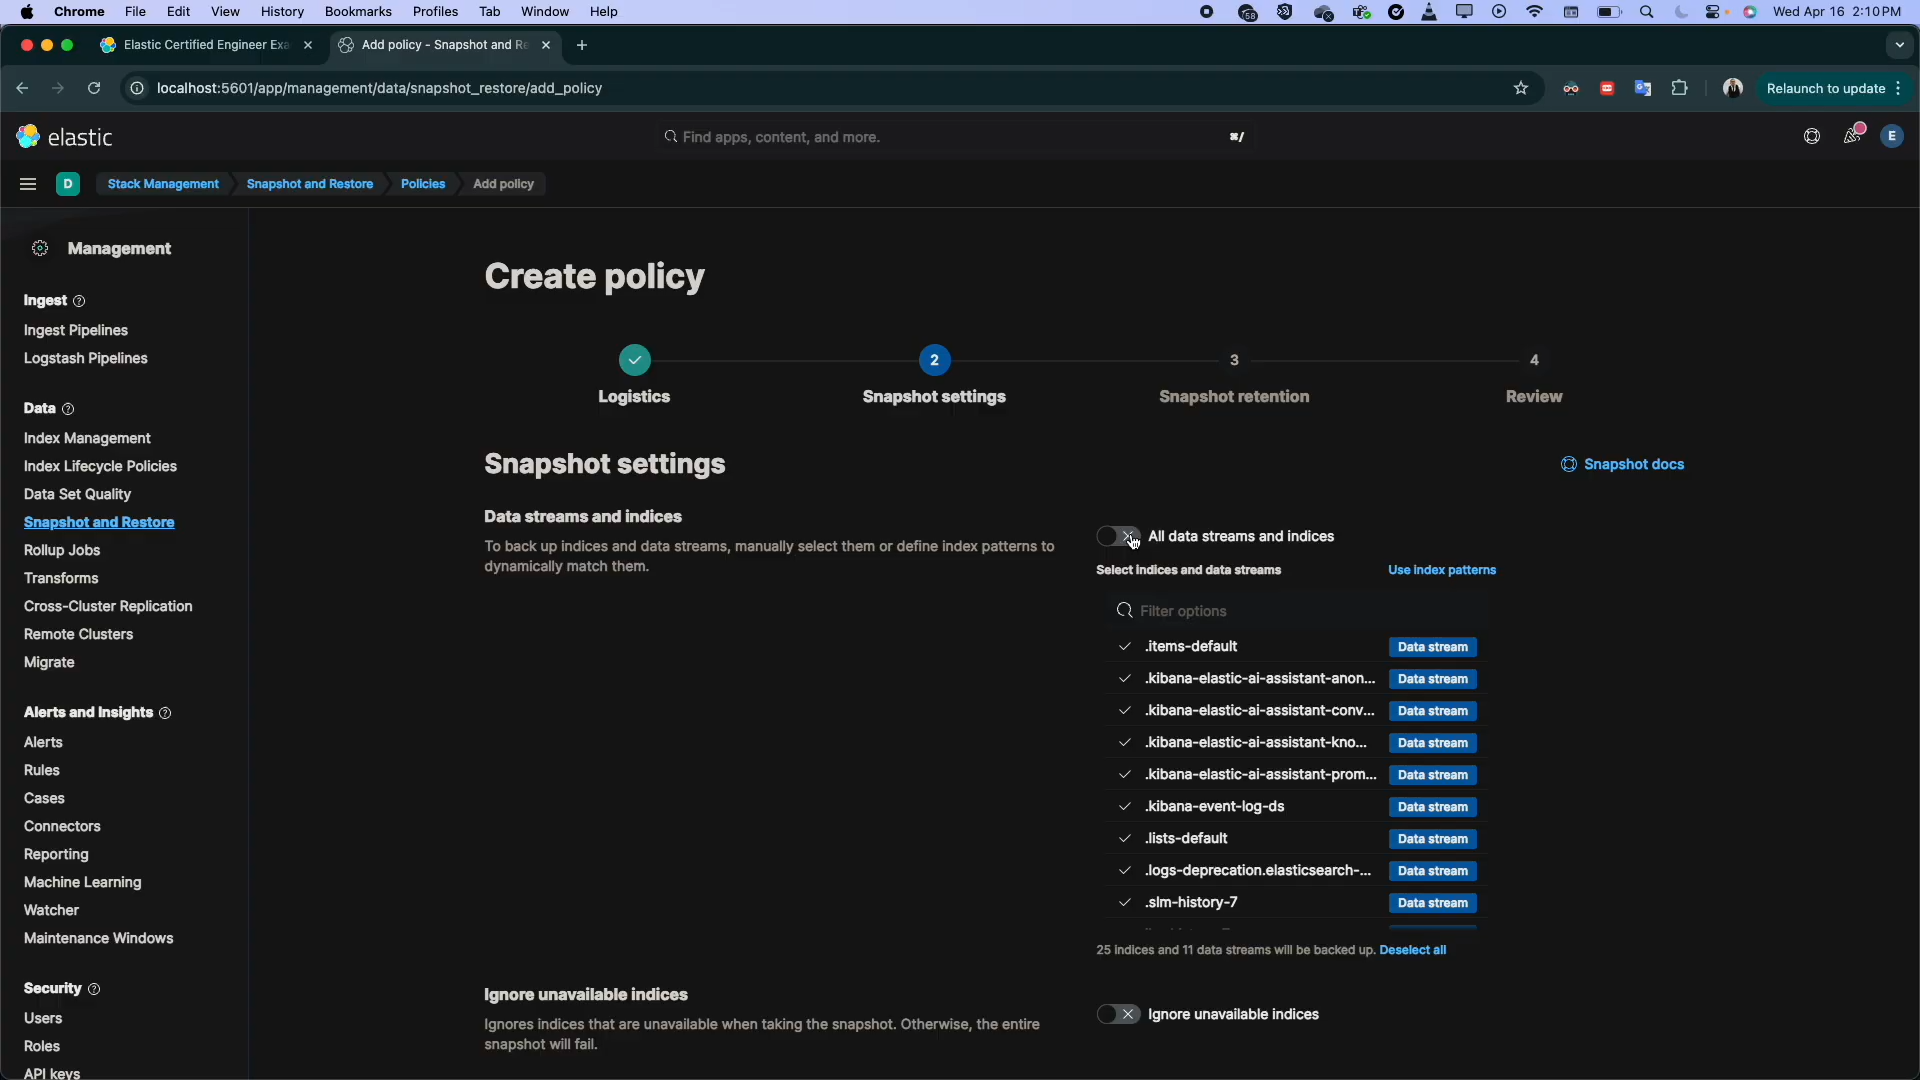 Chrome File Edit View History Bookmarks Profiles Tab Window Help
58
Wed Apr 16 2:10 PM
Elastic Certified Engineer Exa
Add policy - Snapshot and Re
localhost:5601/app/management/data/snapshot_restore/add_policy
Relaunch to update
elastic
Find apps, content, and more.
⌘/
E
D
Stack Management
Snapshot and Restore
Policies
Add policy
Management
Ingest
Ingest Pipelines
Logstash Pipelines
Data
Index Management
Index Lifecycle Policies
Data Set Quality
Snapshot and Restore
Rollup Jobs
Transforms
Cross-Cluster Replication
Remote Clusters
Migrate
Alerts and Insights
Alerts
Rules
Cases
Connectors
Reporting
Machine Learning
Watcher
Maintenance Windows
Security
Users
Roles
API keys
Create policy
2
3
4
Logistics
Snapshot settings
Snapshot retention
Review
Snapshot settings
Snapshot docs
Data streams and indices
To back up indices and data streams, manually select them or define index patterns to
dynamically match them.
All data streams and indices
Select indices and data streams
Use index patterns
Filter options
.items-default Data stream
.kibana-elastic-ai-assistant-anon... Data stream
.kibana-elastic-ai-assistant-conv... Data stream
.kibana-elastic-ai-assistant-kno... Data stream
.kibana-elastic-ai-assistant-prom... Data stream
.kibana-event-log-ds Data stream
.lists-default Data stream
.logs-deprecation.elasticsearch-... Data stream
.slm-history-7 Data stream
25 indices and 11 data streams will be backed up. Deselect all
Ignore unavailable indices
Ignores indices that are unavailable when taking the snapshot. Otherwise, the entire
snapshot will fail.
Ignore unavailable indices